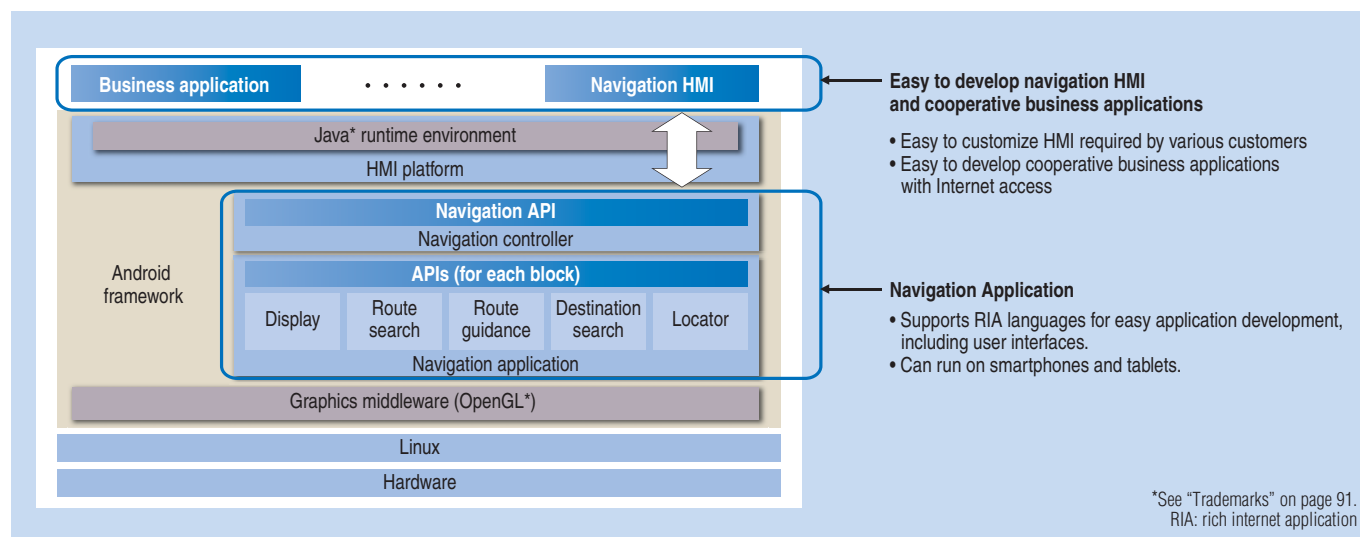 Business application
· · · · · ·
Navigation HMI
Java* runtime environment
HMI platform
Navigation API
Navigation controller
Android
framework
APIs (for each block)
Display
Route
search
Route
guidance
Destination
search
Locator
Navigation application
Graphics middleware (OpenGL*)
Linux
Hardware
Easy to develop navigation HMI
and cooperative business applications
• Easy to customize HMI required by various customers
• Easy to develop cooperative business applications
with Internet access
Navigation Application
• Supports RIA languages for easy application development,
including user interfaces.
• Can run on smartphones and tablets.
*See “Trademarks” on page 91.
RIA: rich internet application